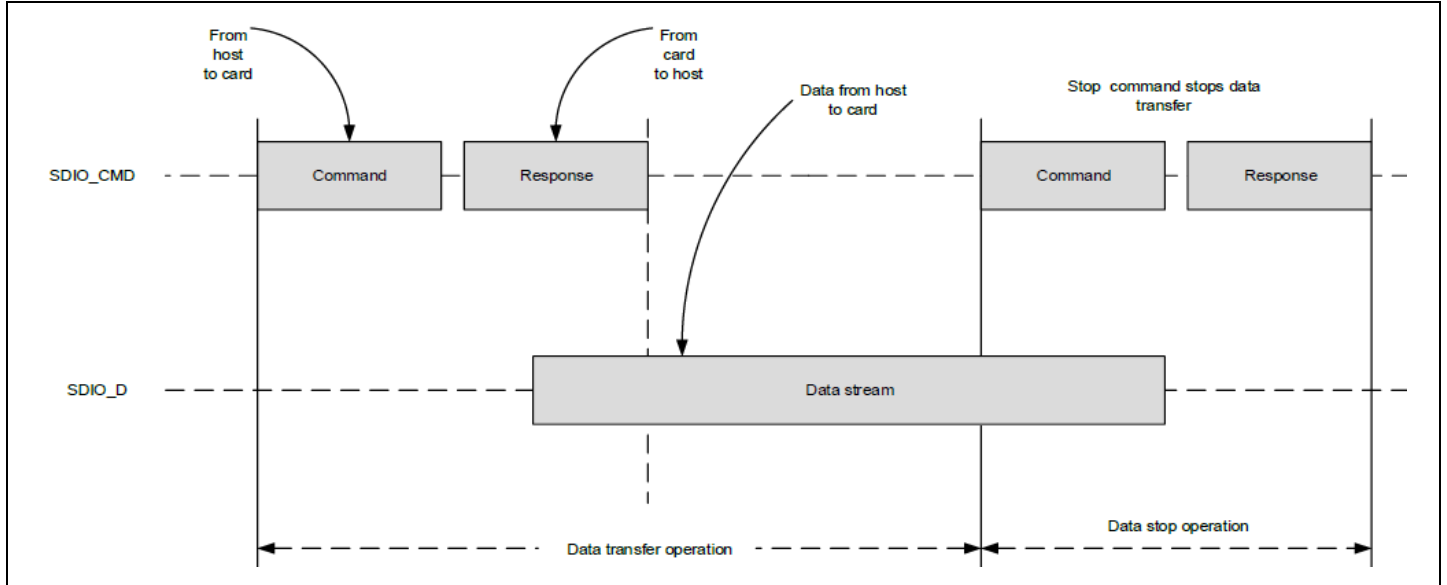 From
host
to card
From
card
to host
Data from host
to card
Stop command stops data
transfer
SDIO_CMD
Command
Response
Command
Response
SDIO_D
Data stream
Data transfer operation
Data stop operation